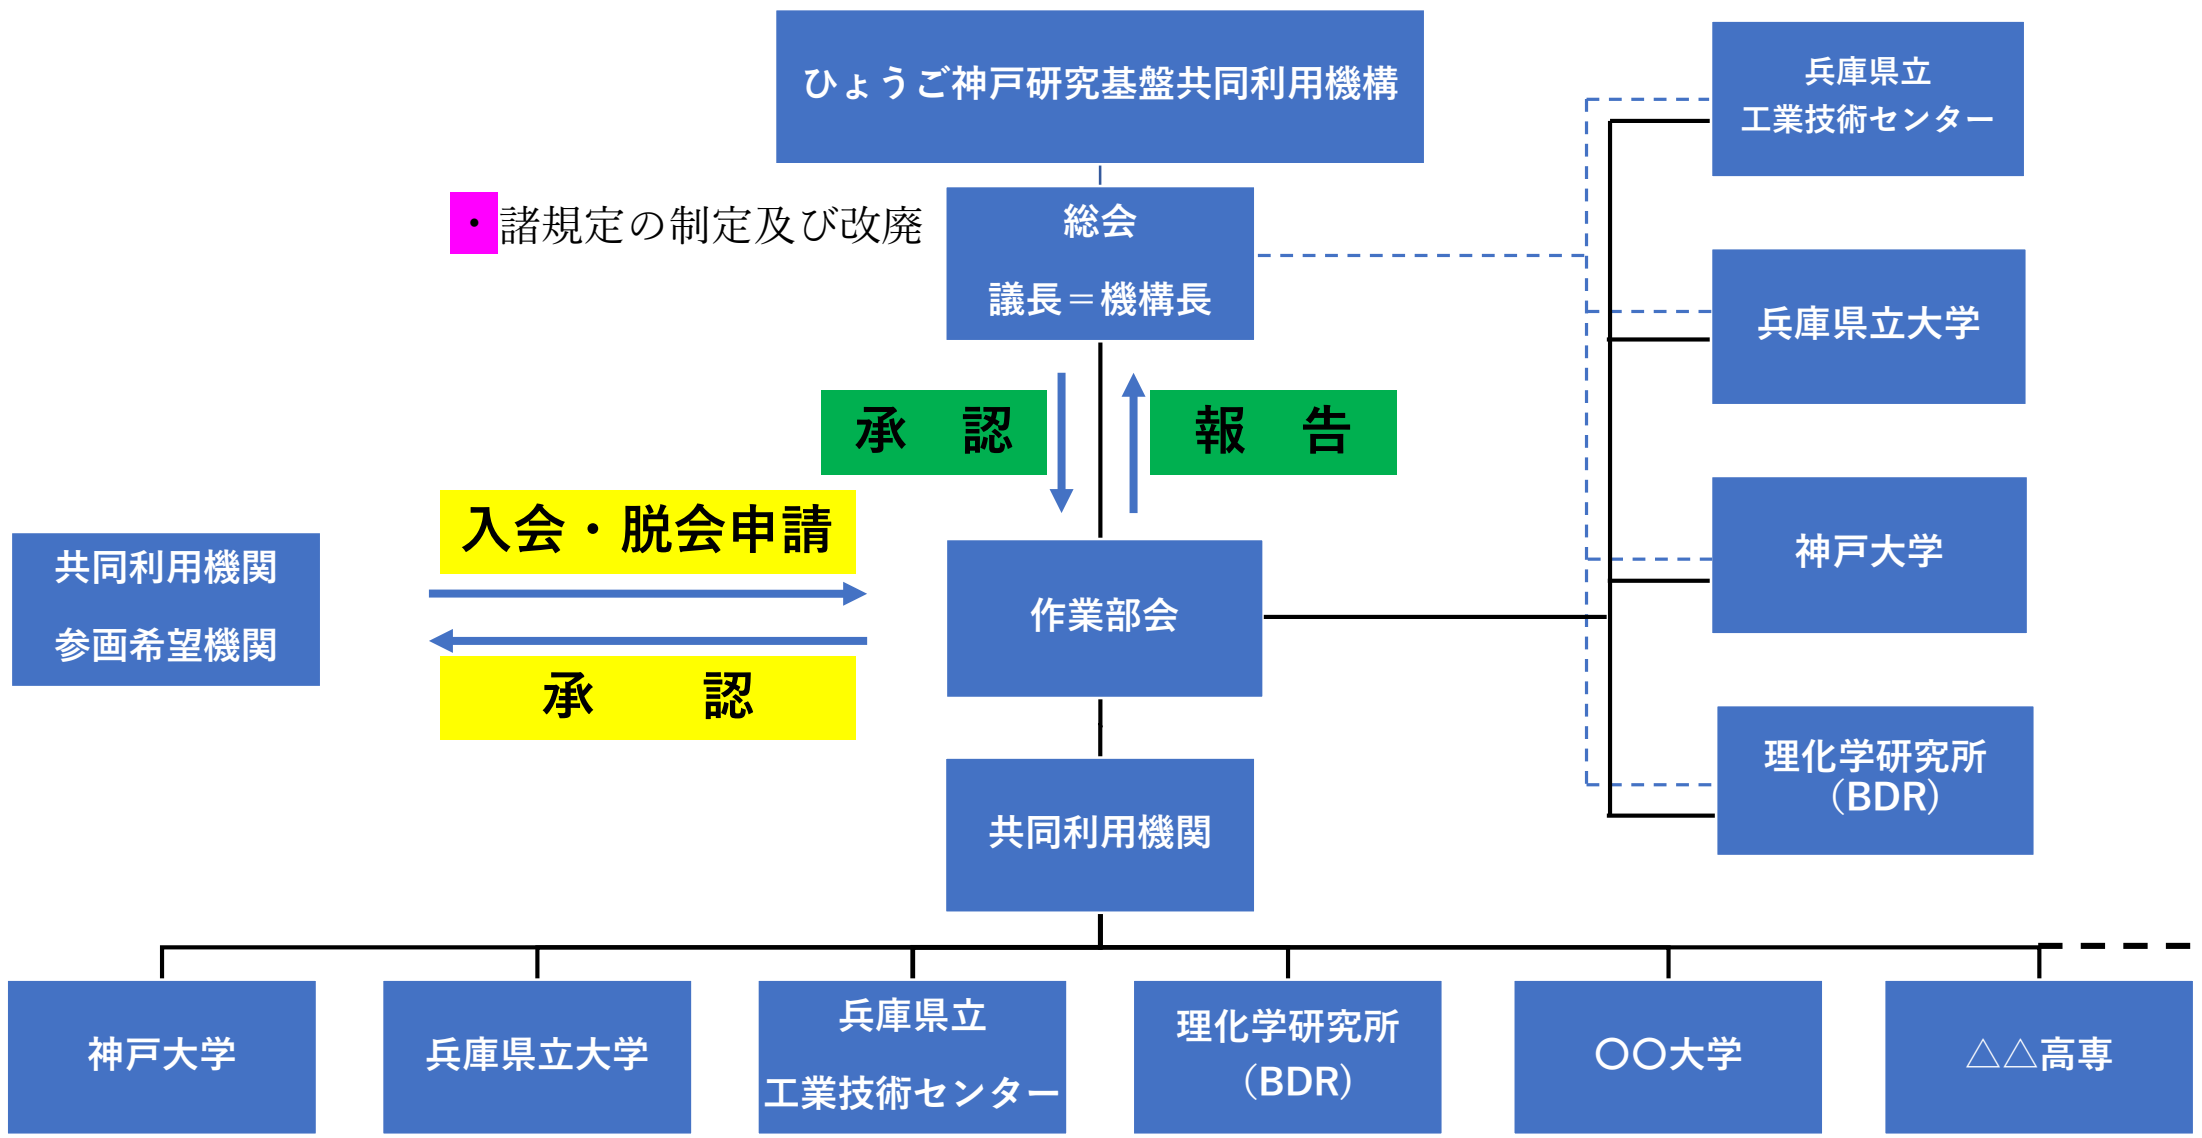 ひょうご神戸研究基盤共同利用機構
・諸規定の制定及び改廃
総会
議長＝機構長
承　認
報　告
入会・脱会申請
承　　認
共同利用機関
参画希望機関
作業部会
共同利用機関
兵庫県立
工業技術センター
兵庫県立大学
神戸大学
理化学研究所
（BDR）
神戸大学
兵庫県立大学
兵庫県立
工業技術センター
理化学研究所
（BDR）
〇〇大学
△△高専